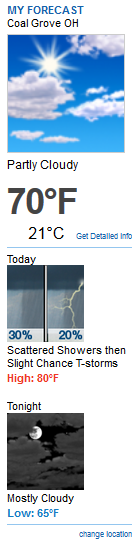 MY FORECAST
Coal Grove OH
Partly Cloudy
70°F
21°C Get Detailed Info
Today
30% 20%
Scattered Showers then
Slight Chance T-storms
High: 80°F
Tonight
Mostly Cloudy
Low: 65°F
change location